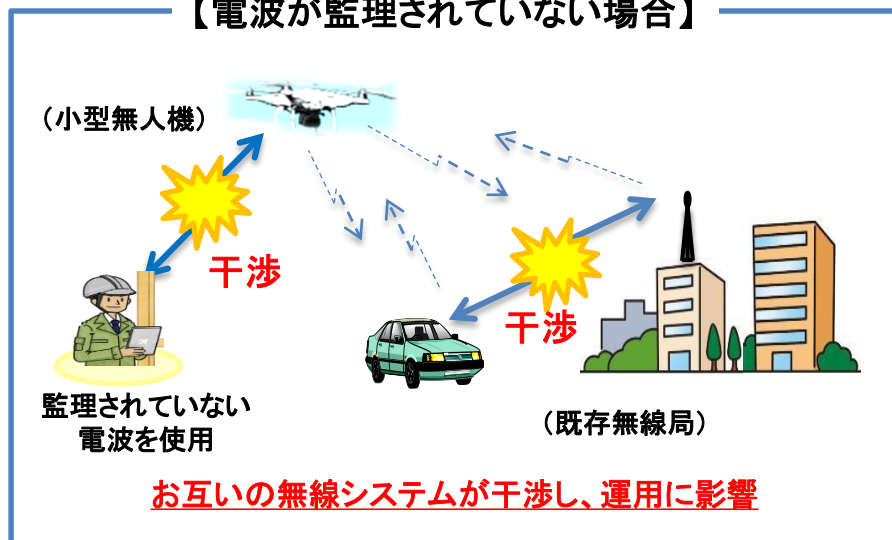 【電波が監理されていない場合】
（小型無人機）
干渉
干渉
監理されていない
電波を使用
（既存無線局）
お互いの無線システムが干渉し、運用に影響